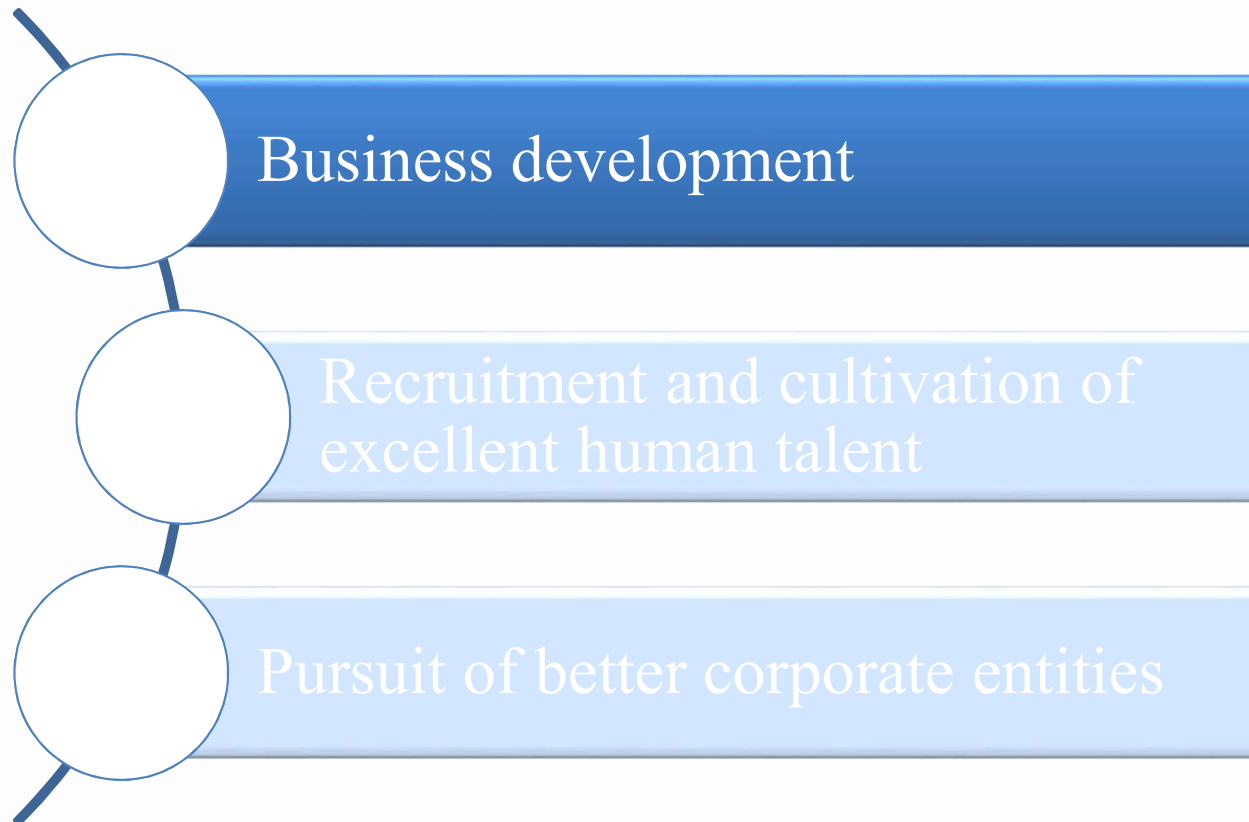 Business development
Recruitment and cultivation of
excellent human talent
Pursuit of better corporate entities